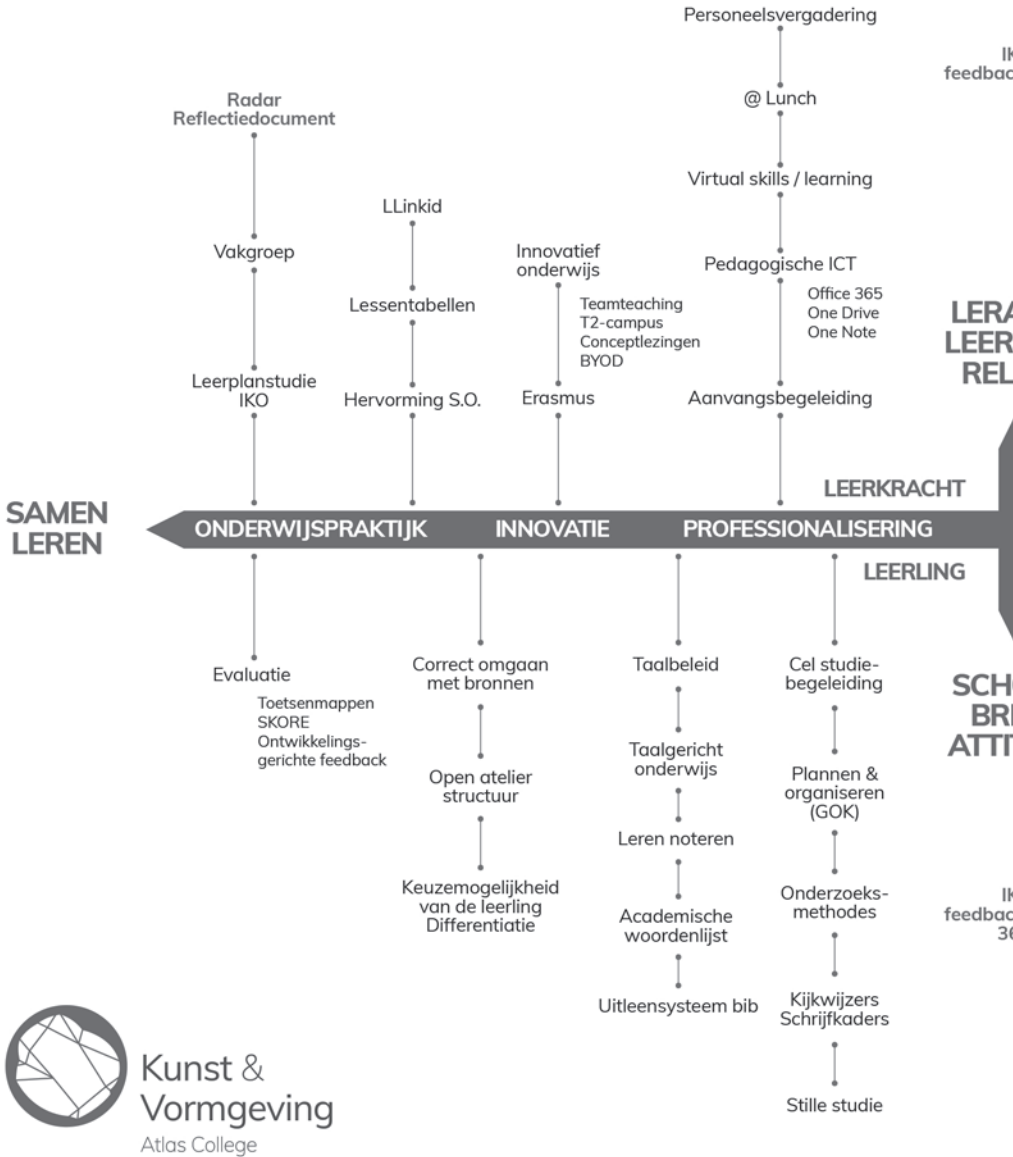 Personeelsvergadering
@ Lunch
Virtual skills / learning
Pedagogische ICT
Office 365
One Drive
One Note
Aanvangsbegeleiding
Radar
Reflectiedocument
Vakgroep
Leerplanstudie
IKO
LLinkid
Lessentabellen
Hervorming S.O.
Innovatief
onderwijs
Teamteaching
T2-campus
Conceptlezingen
BYOD
Erasmus
LEERKRACHT
SAMEN
LEREN
ONDERWIJSPRAKTIJK INNOVATIE PROFESSIONALISERING
LEERLING
Evaluatie
Toetsenmappen
SKORE
Ontwikkelings-
gerichte feedback
Correct omgaan
met bronnen
Open atelier
structuur
Keuzemogelijkheid
van de leerling
Differentiatie
Taalbeleid
Taalgericht
onderwijs
Leren noteren
Academische
woordenlijst
Uitleensysteem bib
Cel studie-
begeleiding
Plannen &
organiseren
(GOK)
Onderzoeks-
methodes
Kijkwijzers
Schrijfkaders
Stille studie
Kunst &
Vormgeving
Atlas College